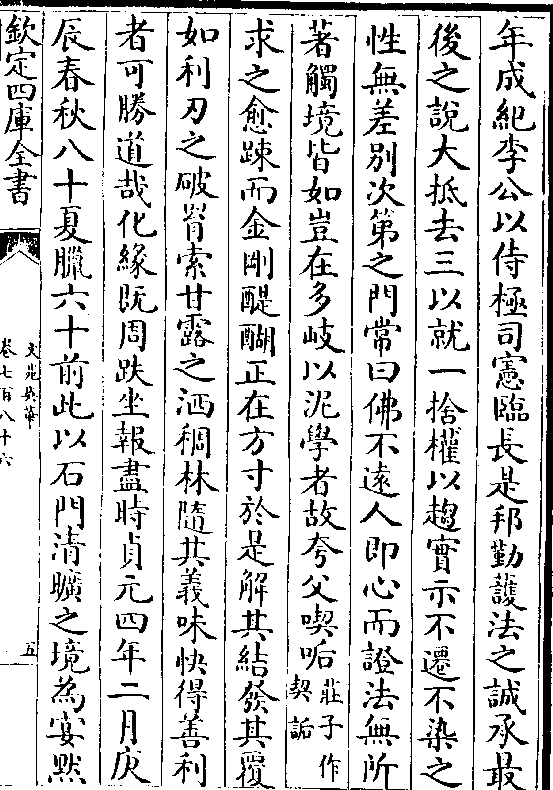 年成紀李公以侍極司憲臨長是邦勤護法之誠承最
後之說大抵去三以就一捨權以趨實示不遷不染之
性無差別次第之門常曰佛不遠人即心而證法無所
著觸境皆如豈在多岐以泥學者故夸父喫詬莊子作喫詬
求之愈踈而金剛醍醐正在方寸於是解其結發其覆
如利刃之破䍡索甘露之洒稠林隨其義味快得善利
者可勝道哉化緣既周趺坐報盡時貞元四年二月庚
辰春秋八十夏臘六十前此以石門清曠之境為宴黙
欽定四庫全書
文苑英華
卷七百八十六
五